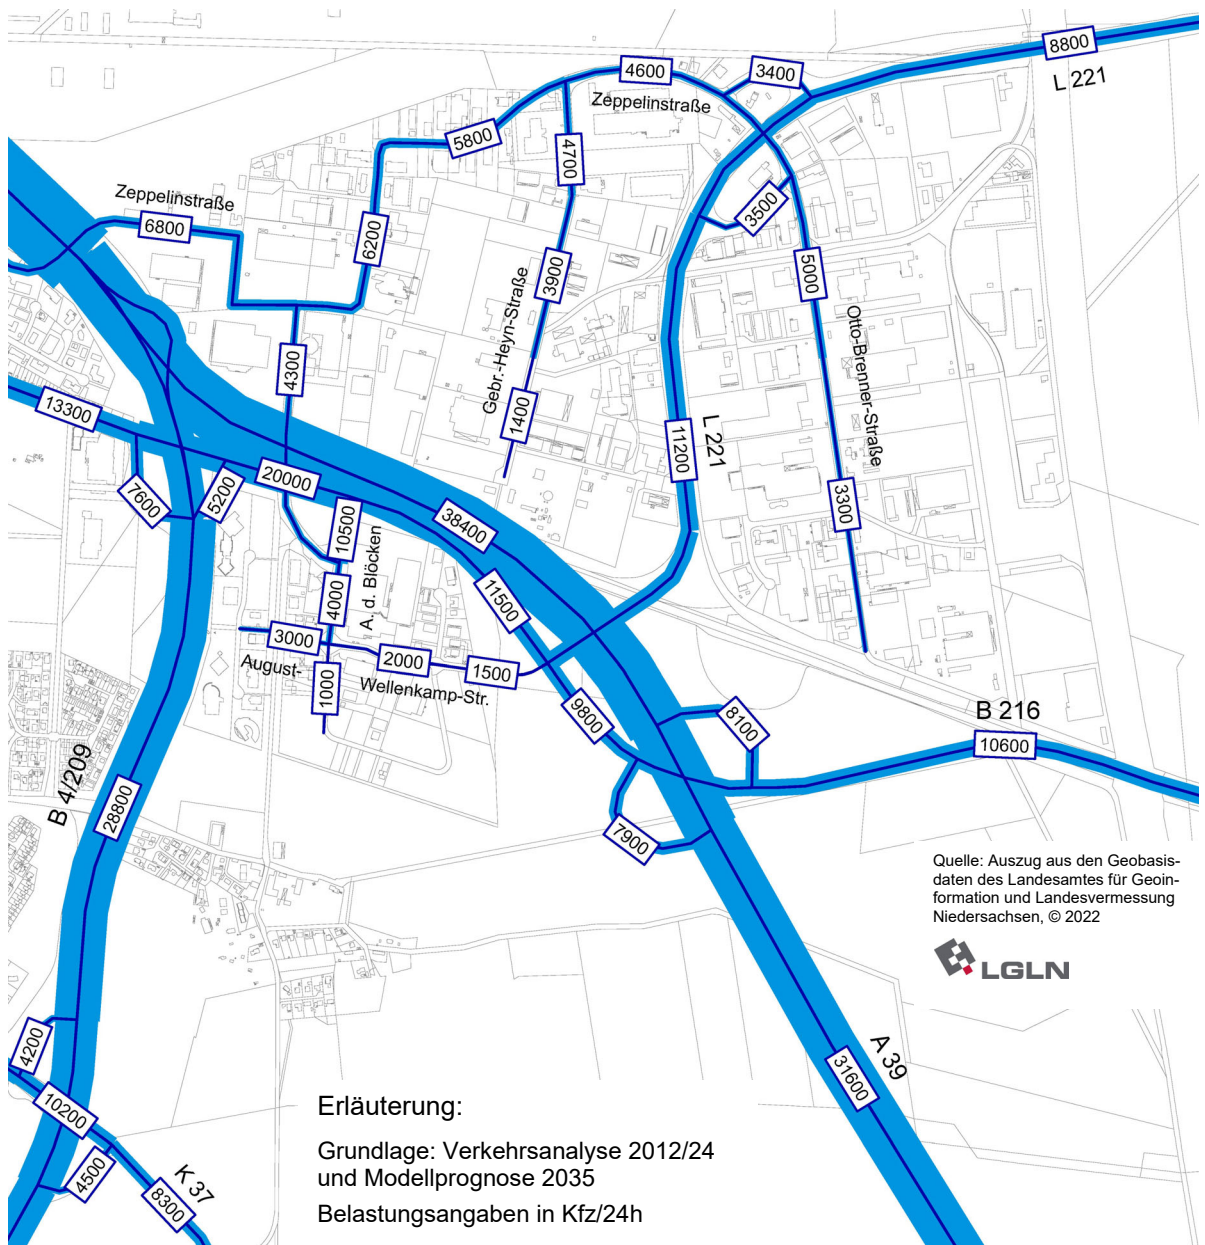 8800
L 221
4600
3400
Zeppelinstraße
5800
4700
Zeppelinstraße
6800
6200
3500
3900
5000
Gebr.-Heyn-Straße
Otto-Brenner-Straße
4300
13300
1400
L 221
11200
7600
5200
20000
38400
3300
10500
A. d. Blöcken
4000
11500
3000
2000
1500
August-
Wellenkamp-Str.
1000
9800
8100
B 216
10600
B 4/209
28800
7900
Quelle: Auszug aus den Geobasis-
daten des Landesamtes für Geoin-
formation und Landesvermessung
Niedersachsen, © 2022
LGLN
4200
A 39
31600
10200
4500
K 37
8300
Erläuterung:
Grundlage: Verkehrsanalyse 2012/24
und Modellprognose 2035
Belastungsangaben in Kfz/24h